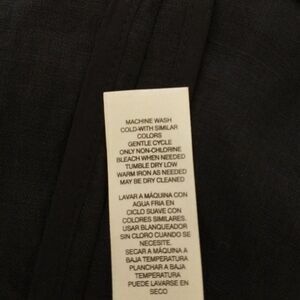 MACHINE WASH
COLD-WITH SIMILAR
COLORS
GENTLE CYCLE
ONLY NON-CHLORINE
BLEACH WHEN NEEDED
TUMBLE DRY LOW
WARM IRON AS NEEDED
MAY BE DRY CLEANED
LAVAR A MÁQUINA CON
AGUA FRIA EN
CICLO SUAVE CON
COLORES SIMILARES.
USAR BLANQUEADOR
SIN CLORO CUANDO SE
NECESITE.
SECAR A MÁQUINA A
BAJA TEMPERATURA
PLANCHAR A BAJA
TEMPERATURA
PUEDE LAVARSE EN
SECO